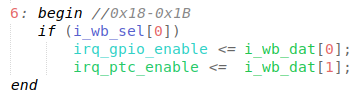 6: begin //0x18-0x1B
if (i_wb_sel[0])
irq_gpio_enable <= i_wb_dat[0];
irq_ptc_enable <=  i_wb_dat[1];
end